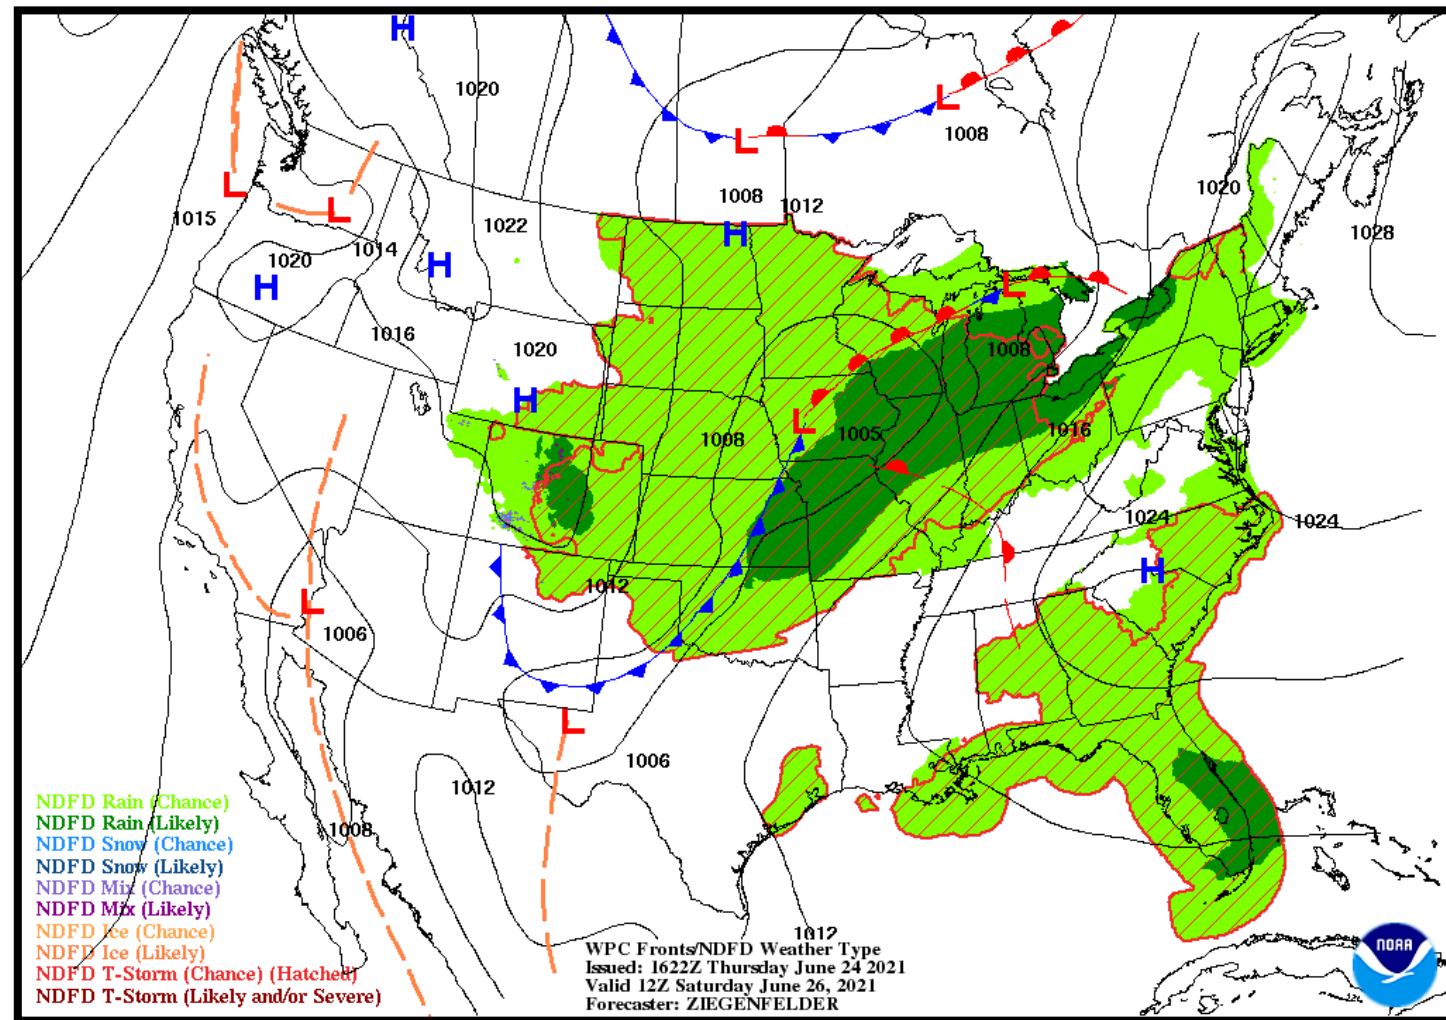 H
1020
L
1008
L
L
1008
1012
1020
1015
L
1022
H
1028
1014
1020
H
H
L
1016
1020
1008
H
L
1008
1005
1016
1024
1024
H
1012
L
1006
L
1006
1012
1008
1012
NDFD Rain (Chance)
NDFD Rain (Likely)
NDFD Snow (Chance)
NDFD Snow (Likely)
NDFD Mix (Chance)
NDFD Mix (Likely)
NDFD Ice (Chance)
NDFD Ice (Likely)
NDFD T-Storm (Chance) (Hatched)
NDFD T-Storm (Likely and/or Severe)
WPC Fronts/NDFD Weather Type
Issued: 1622Z Thursday June 24 2021
Valid 12Z Saturday June 26, 2021
Forecaster: ZIEGENFELDER
NOAA